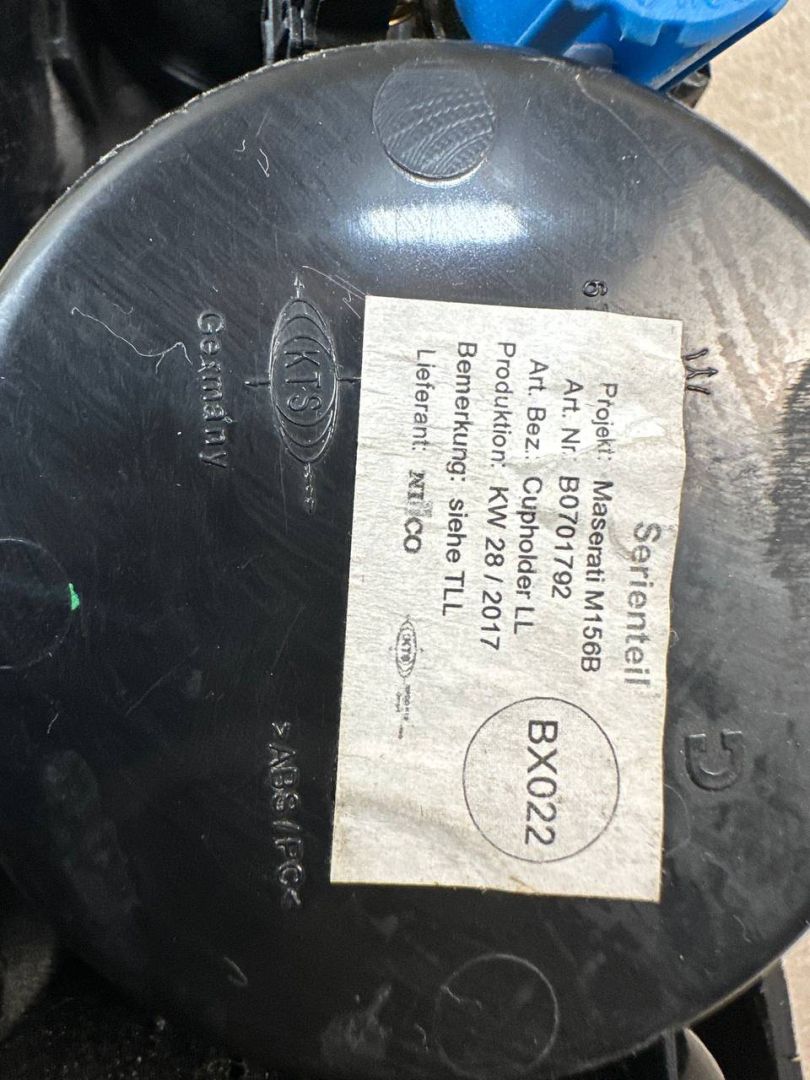 Serienteil
Projekt: Maserati M156B
Art. Nr.: B0701792
Art. Bez.: Cupholder LL
Produktion: KW 28 / 2017
Bemerkung: siehe TLL
Lieferant:
KTS
BX022
KTS
Germany
>ABS/PC<